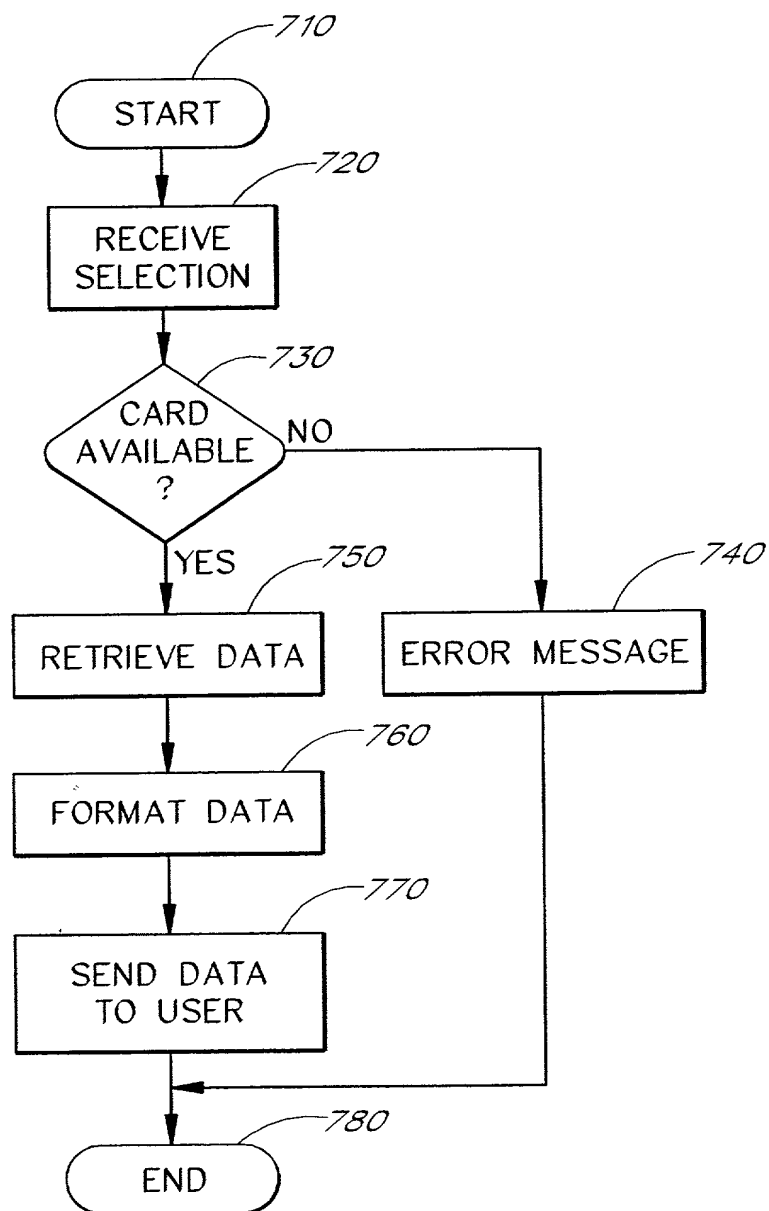 710
START
720
RECEIVE
SELECTION
730
CARD
AVAILABLE
?
NO
YES
750
RETRIEVE DATA
740
ERROR MESSAGE
760
FORMAT DATA
770
SEND DATA
TO USER
780
END